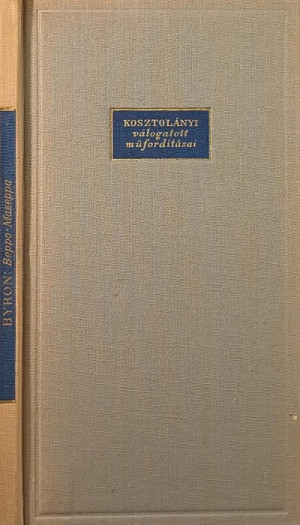 KOSZTOLÁNYI
válogatott
műfordításai
BYRON: Beppo · Mazeppa